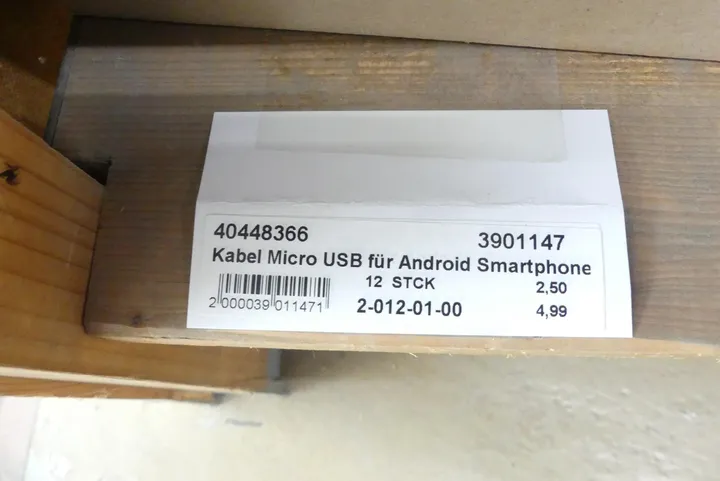 40448366 3901147
Kabel Micro USB für Android Smartphone
12 STCK 2,50
2 000039 011471 2-012-01-00 4,99